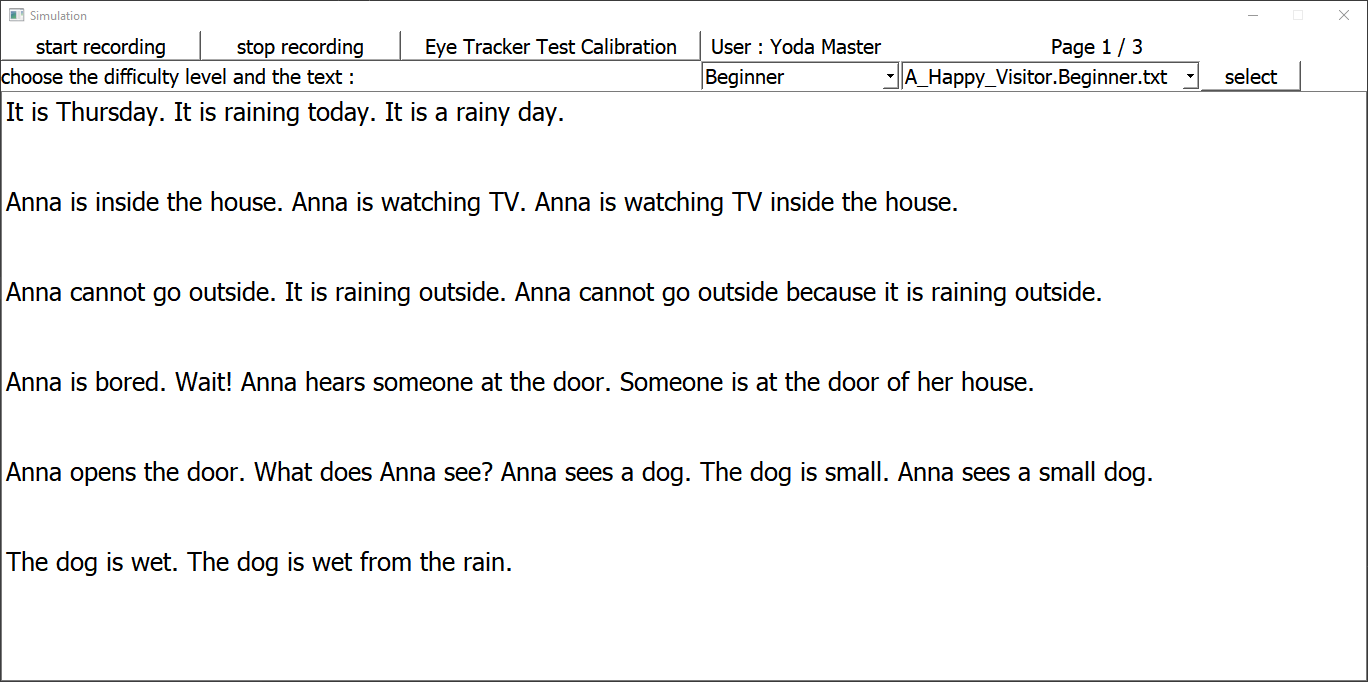 Simulation
start recording stop recording Eye Tracker Test Calibration User : Yoda Master Page 1 / 3
choose the difficulty level and the text : Beginner A_Happy_Visitor.Beginner.txt select
It is Thursday. It is raining today. It is a rainy day.
Anna is inside the house. Anna is watching TV. Anna is watching TV inside the house.
Anna cannot go outside. It is raining outside. Anna cannot go outside because it is raining outside.
Anna is bored. Wait! Anna hears someone at the door. Someone is at the door of her house.
Anna opens the door. What does Anna see? Anna sees a dog. The dog is small. Anna sees a small dog.
The dog is wet. The dog is wet from the rain.